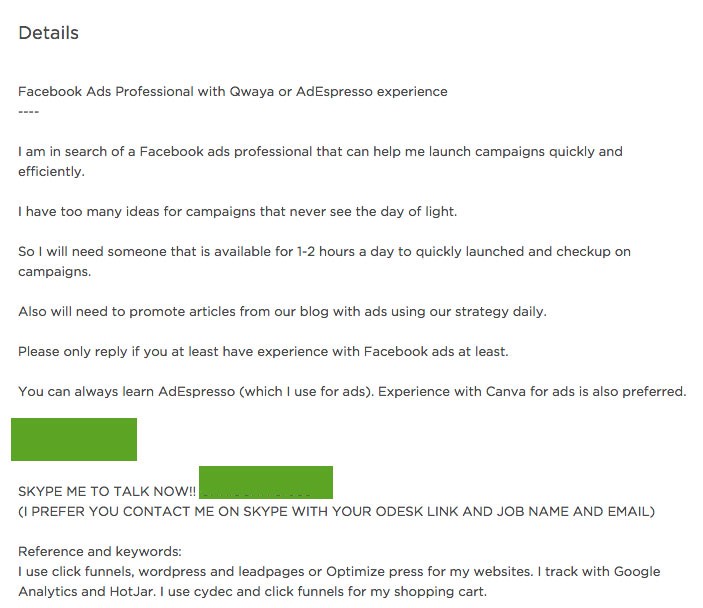 Details
Facebook Ads Professional with Qwaya or AdEspresso experience
----
I am in search of a Facebook ads professional that can help me launch campaigns quickly and
efficiently.
I have too many ideas for campaigns that never see the day of light.
So I will need someone that is available for 1-2 hours a day to quickly launched and checkup on
campaigns.
Also will need to promote articles from our blog with ads using our strategy daily.
Please only reply if you at least have experience with Facebook ads at least.
You can always learn AdEspresso (which I use for ads). Experience with Canva for ads is also preferred.
SKYPE ME TO TALK NOW!!
(I PREFER YOU CONTACT ME ON SKYPE WITH YOUR ODESK LINK AND JOB NAME AND EMAIL)
Reference and keywords:
I use click funnels, wordpress and leadpages or Optimize press for my websites. I track with Google
Analytics and HotJar. I use cydec and click funnels for my shopping cart.